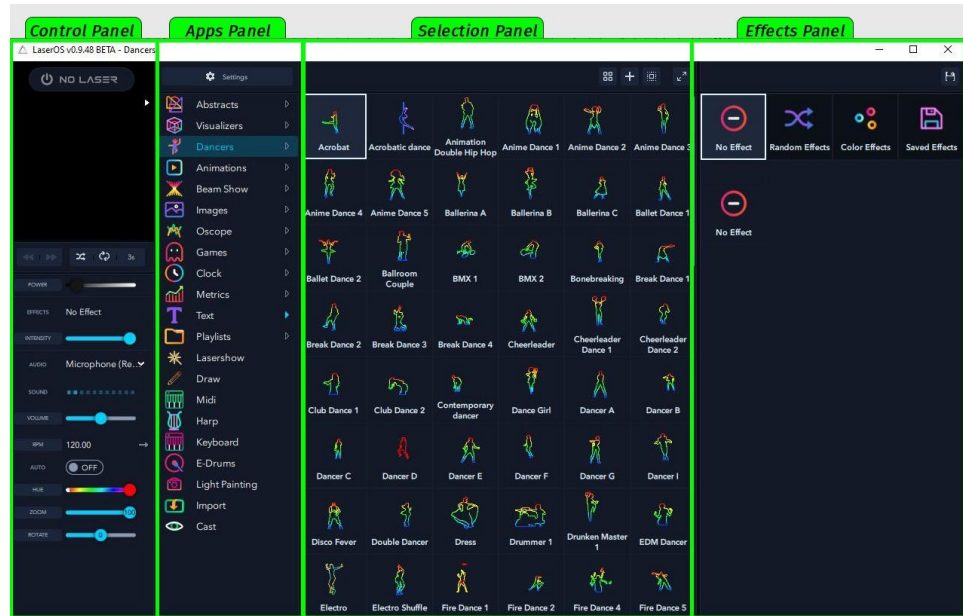 Control Panel
Apps Panel
Selection Panel
Effects Panel
LaserOS v0.9.48 BETA - Dancers
NO LASER
3s
POWER
EFFECTS
No Effect
INTENSITY
AUDIO
Microphone (Re..
SOUND
VOLUME
BPM
120.00
AUTO
OFF
HUE
ZOOM
100
ROTATE
0
Settings
Abstracts
Visualizers
Dancers
Animations
Beam Show
Images
Oscope
Games
Clock
Metrics
Text
Playlists
Lasershow
Draw
Midi
Harp
Keyboard
E-Drums
Light Painting
Import
Cast
Acrobat
Acrobatic dance
Animation
Double Hip Hop
Anime Dance 1
Anime Dance 2
Anime Dance 3
Anime Dance 4
Anime Dance 5
Ballerina A
Ballerina B
Ballerina C
Ballet Dance 1
Ballet Dance 2
Ballroom
Couple
BMX 1
BMX 2
Bonebreaking
Break Dance 1
Break Dance 2
Break Dance 3
Break Dance 4
Cheerleader
Cheerleader
Dance 1
Cheerleader
Dance 2
Club Dance 1
Club Dance 2
Contemporary
dancer
Dance Girl
Dancer A
Dancer B
Dancer C
Dancer D
Dancer E
Dancer F
Dancer G
Dancer I
Disco Fever
Double Dancer
Dress
Drummer 1
Drunken Master
1
EDM Dancer
Electro
Electro Shuffle
Fire Dance 1
Fire Dance 2
Fire Dance 4
Fire Dance 5
No Effect
Random Effects
Color Effects
Saved Effects
No Effect